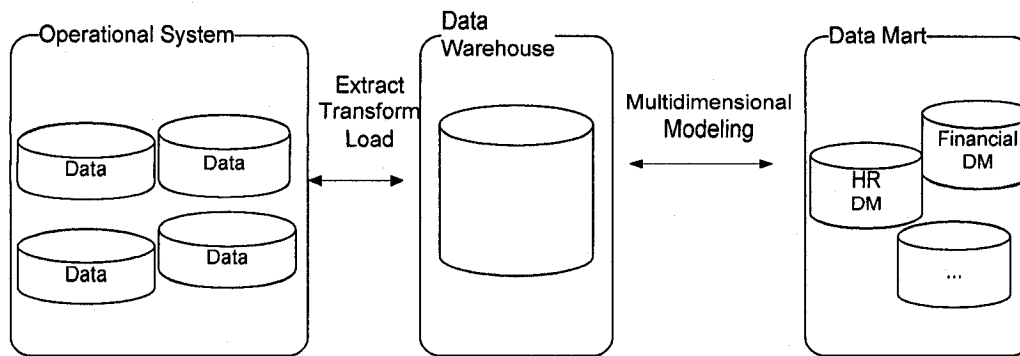 Operational System
Data
Data
Data
Data
Extract
Transform
Load
Data
Warehouse
Multidimensional
Modeling
Data Mart
Financial
DM
HR
DM
...